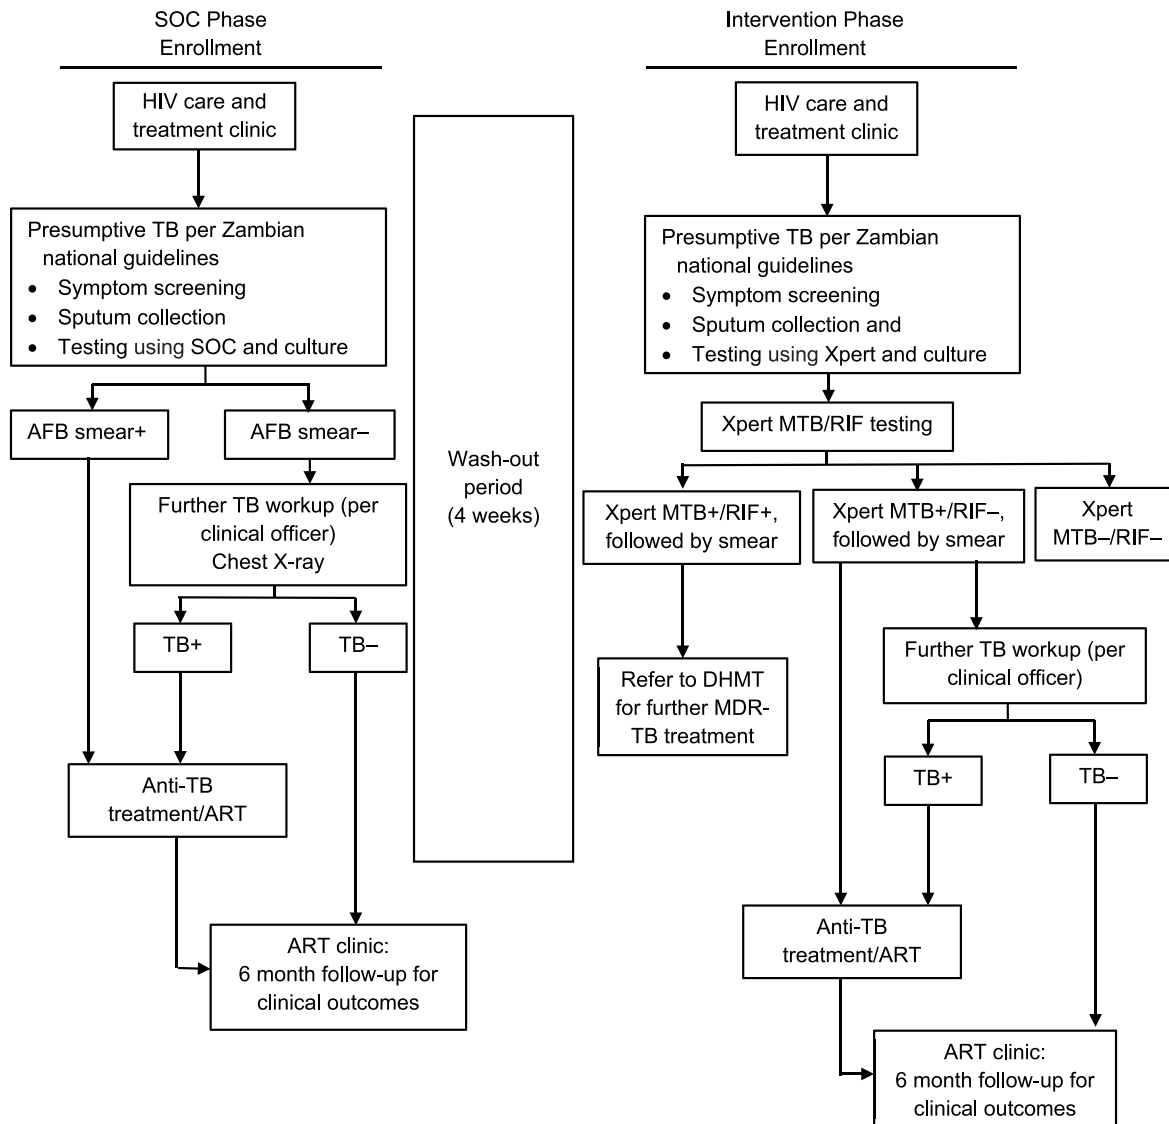 SOC Phase
Enrollment
HIV care and
treatment clinic
Presumptive TB per Zambian
national guidelines
• Symptom screening
• Sputum collection
• Testing using SOC and culture
AFB smear+
AFB smear–
Further TB workup (per
clinical officer)
Chest X-ray
TB+
TB–
Anti-TB
treatment/ART
ART clinic:
6 month follow-up for
clinical outcomes
Wash-out
period
(4 weeks)
Intervention Phase
Enrollment
HIV care and
treatment clinic
Presumptive TB per Zambian
national guidelines
• Symptom screening
• Sputum collection and
• Testing using Xpert and culture
Xpert MTB/RIF testing
Xpert MTB+/RIF+,
followed by smear
Xpert MTB+/RIF–,
followed by smear
Xpert
MTB–/RIF–
Refer to DHMT
for further MDR-
TB treatment
Further TB workup (per
clinical officer)
TB+
TB–
Anti-TB
treatment/ART
ART clinic:
6 month follow-up for
clinical outcomes